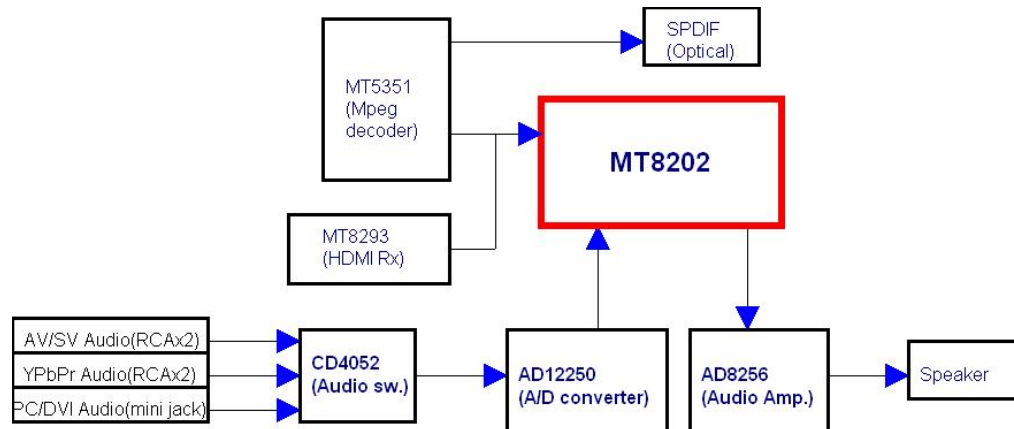 SPDIF
(Optical)
MT5351
(Mpeg
decoder)
MT8202
MT8293
(HDMI Rx)
AV/SV Audio(RCAx2)
YPbPr Audio(RCAx2)
PC/DVI Audio(mini jack)
CD4052
(Audio sw.)
AD12250
(A/D converter)
AD8256
(Audio Amp.)
Speaker